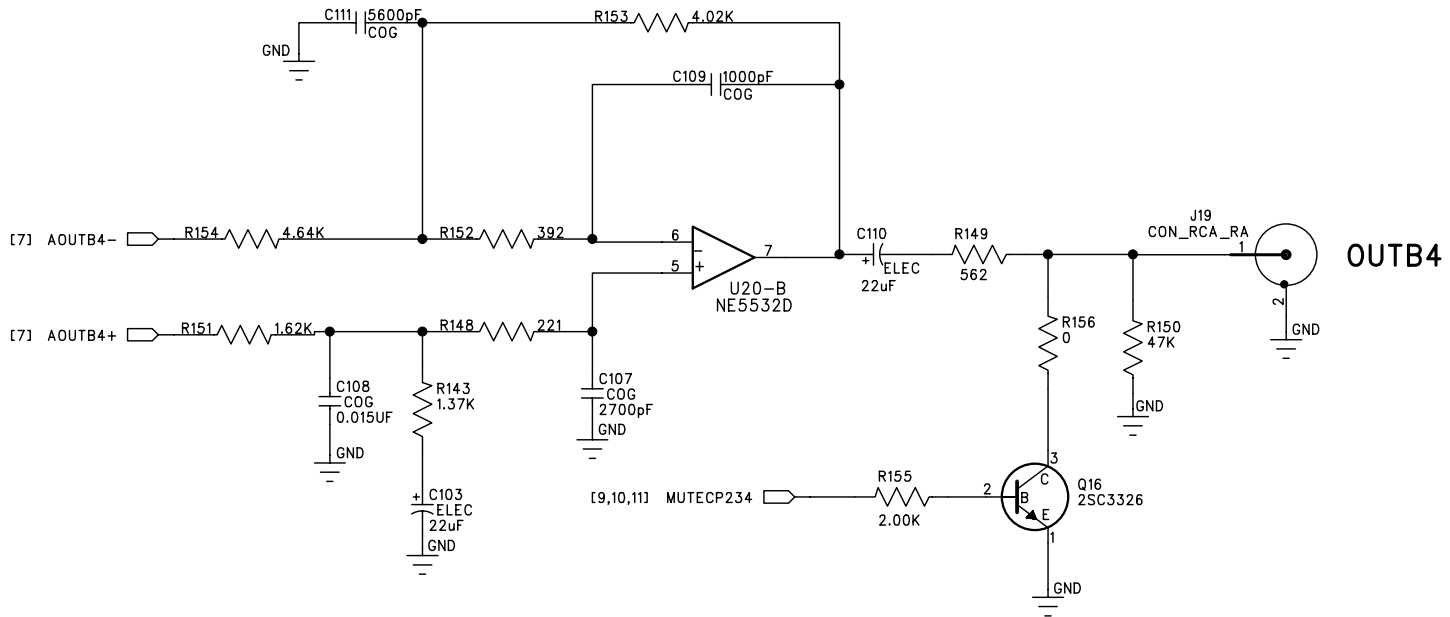 C111 5600pF
COG
GND
R153 4.02K
C109 1000pF
COG
[7] AOUTB4-
R154 4.64K
R152 392
6
5
7
U20-B
NE5532D
C110
ELEC
22uF
R149
562
J19
CON_RCA_RA
1
2
GND
OUTB4
[7] AOUTB4+
R151 1.62K
R148 221
C108
COG
0.015UF
GND
R143
1.37K
C103
ELEC
22uF
GND
C107
COG
2700pF
GND
R156
0
R150
47K
GND
[9,10,11] MUTECP234
R155
2.00K
2
B
3
C
E
1
Q16
2SC3326
GND